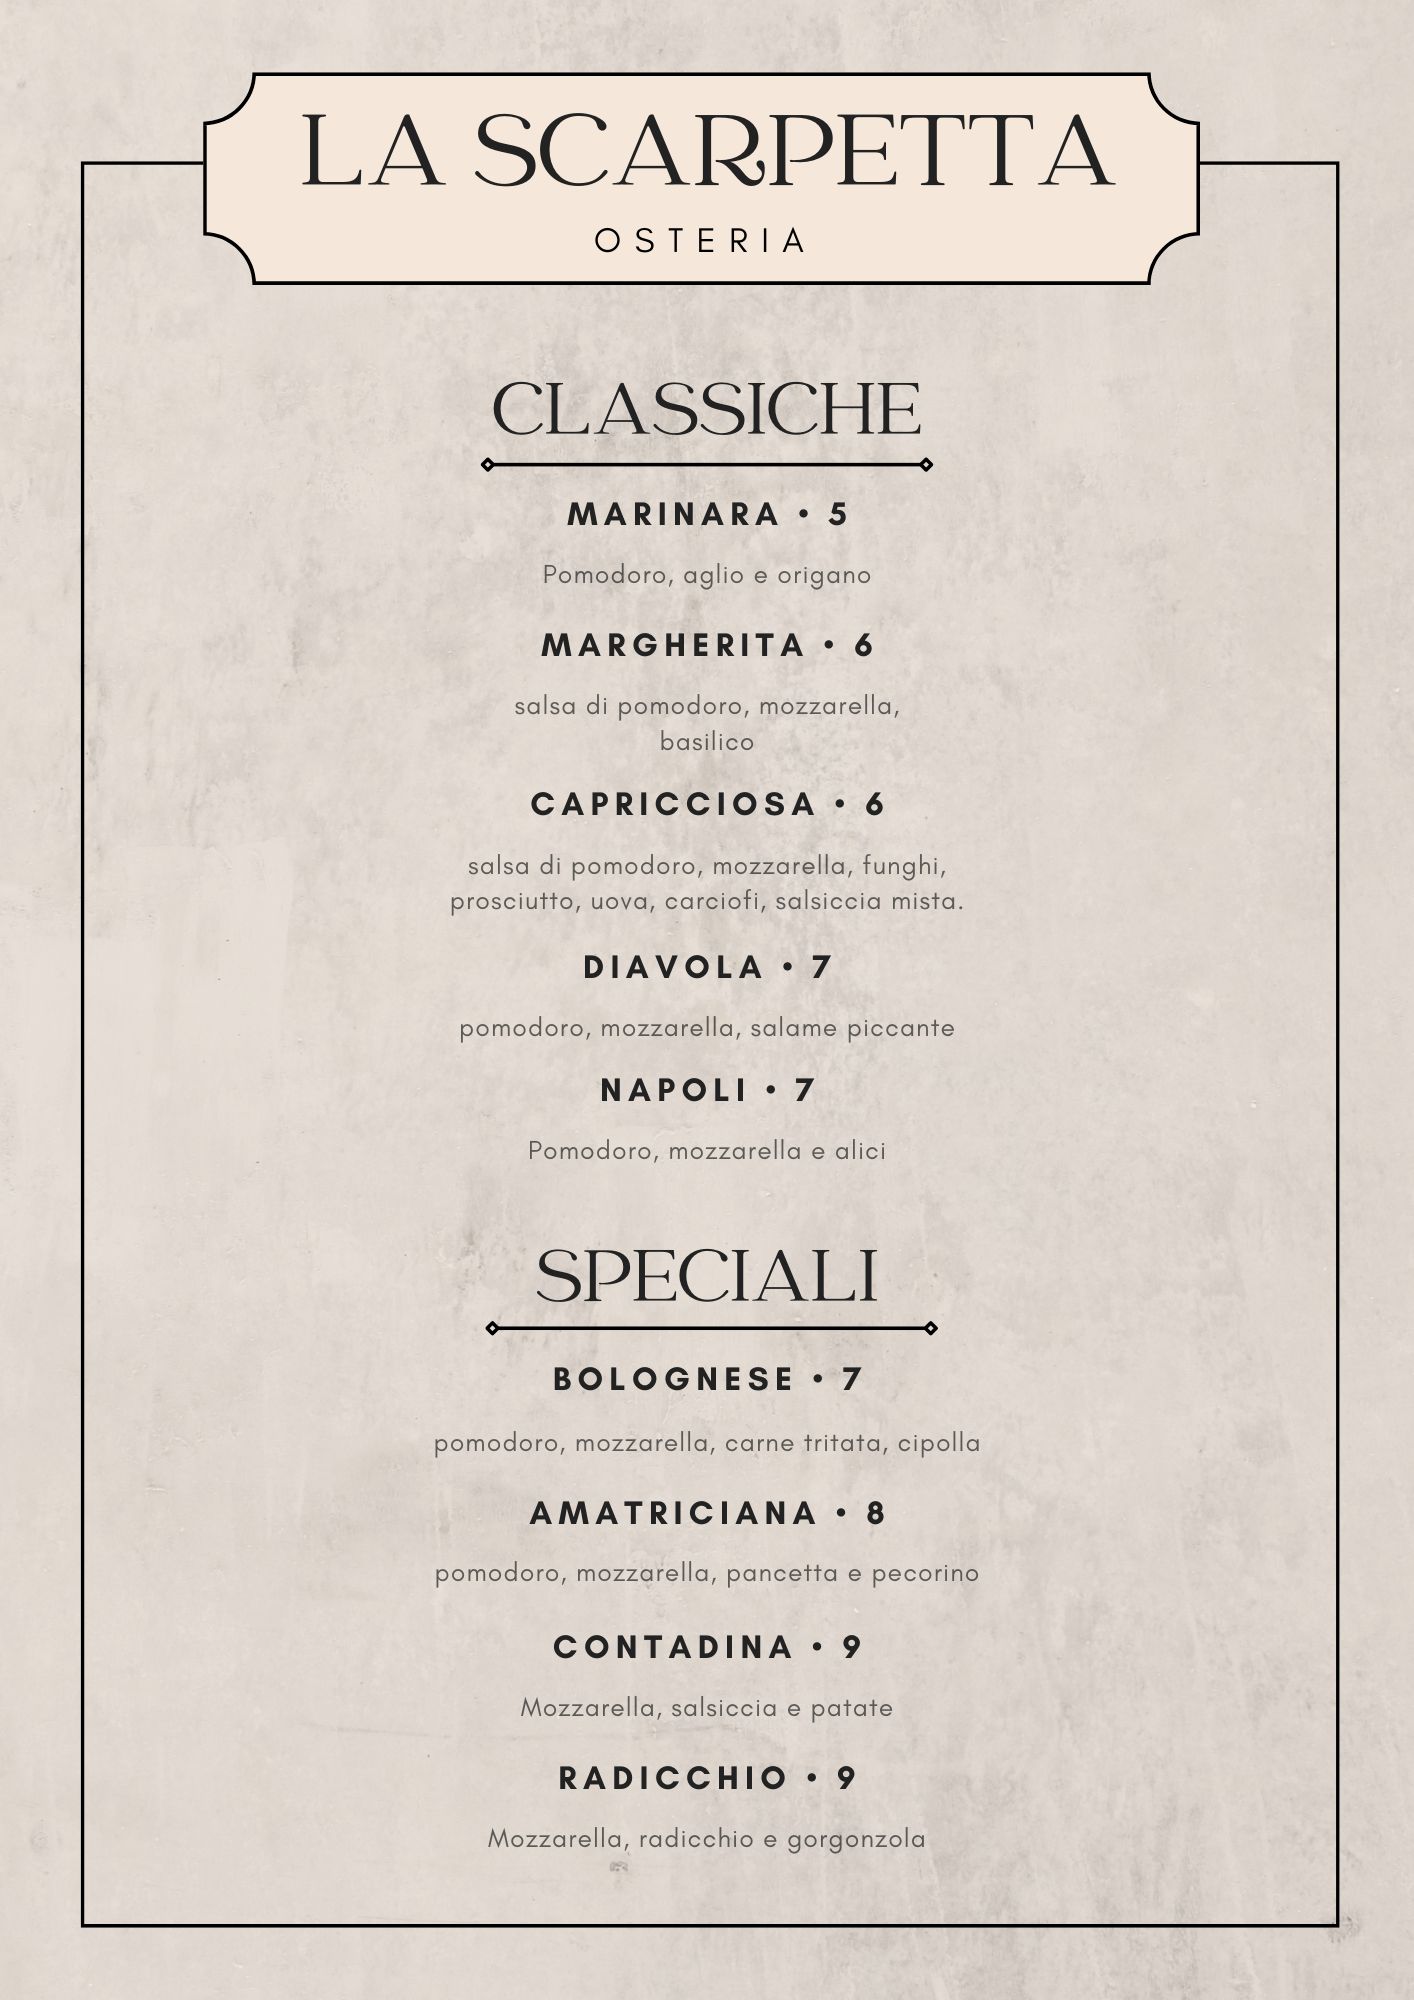 LA SCARPETTA
OSTERIA
CLASSICHE
MARINARA • 5
Pomodoro, aglio e origano
MARGHERITA • 6
salsa di pomodoro, mozzarella,
basilico
CAPRICCIOSA • 6
salsa di pomodoro, mozzarella, funghi,
prosciutto, uova, carciofi, salsiccia mista.
DIAVOLA • 7
pomodoro, mozzarella, salame piccante
NAPOLI • 7
Pomodoro, mozzarella e alici
SPECIALI
BOLOGNESE • 7
pomodoro, mozzarella, carne tritata, cipolla
AMATRICIANA • 8
pomodoro, mozzarella, pancetta e pecorino
CONTADINA • 9
Mozzarella, salsiccia e patate
RADICCHIO • 9
Mozzarella, radicchio e gorgonzola